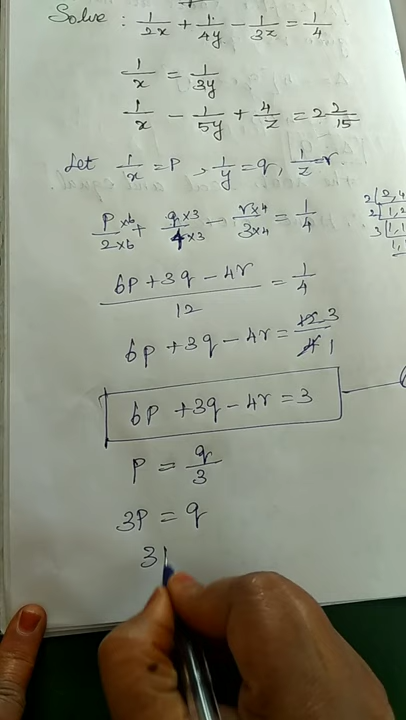 Solve : 1/2x + 1/4y - 1/3z = 1/4
1/x = 1/3y
1/x - 1/5y + 4/z = 2 2/15
Let 1/x = p, 1/y = q, 1/z = r.
p×6/2×6 + q×3/4×3 - r×4/3×4 = 1/4
6p + 3q - 4r/12 = 1/4
6p + 3q - 4r = 12 3/4 1
6p + 3q - 4r = 3
p = q/3
3p = q
3